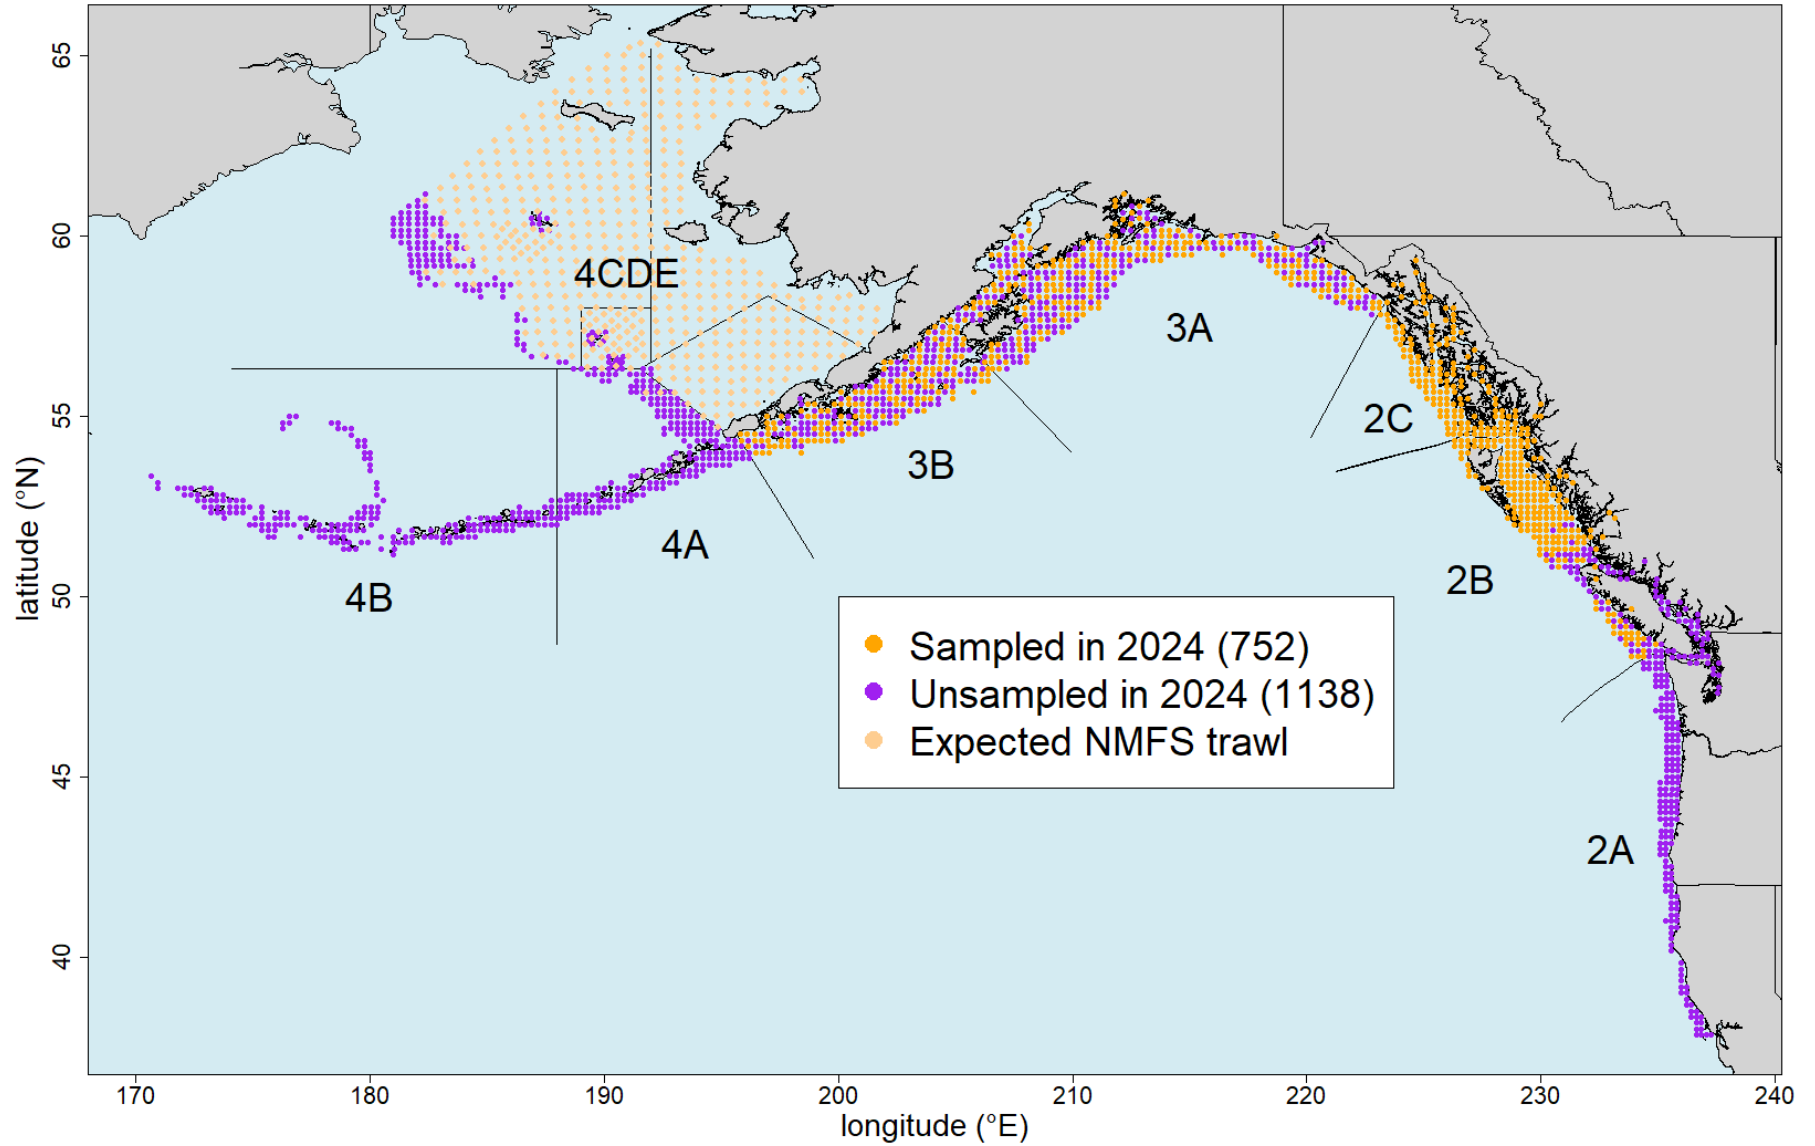 65
60
55
50
45
40
latitude (°N)
4CDE
3A
2C
3B
4A
2B
4B
2A
Sampled in 2024 (752)
Unsampled in 2024 (1138)
Expected NMFS trawl
170
180
190
200
210
220
230
240
longitude (°E)